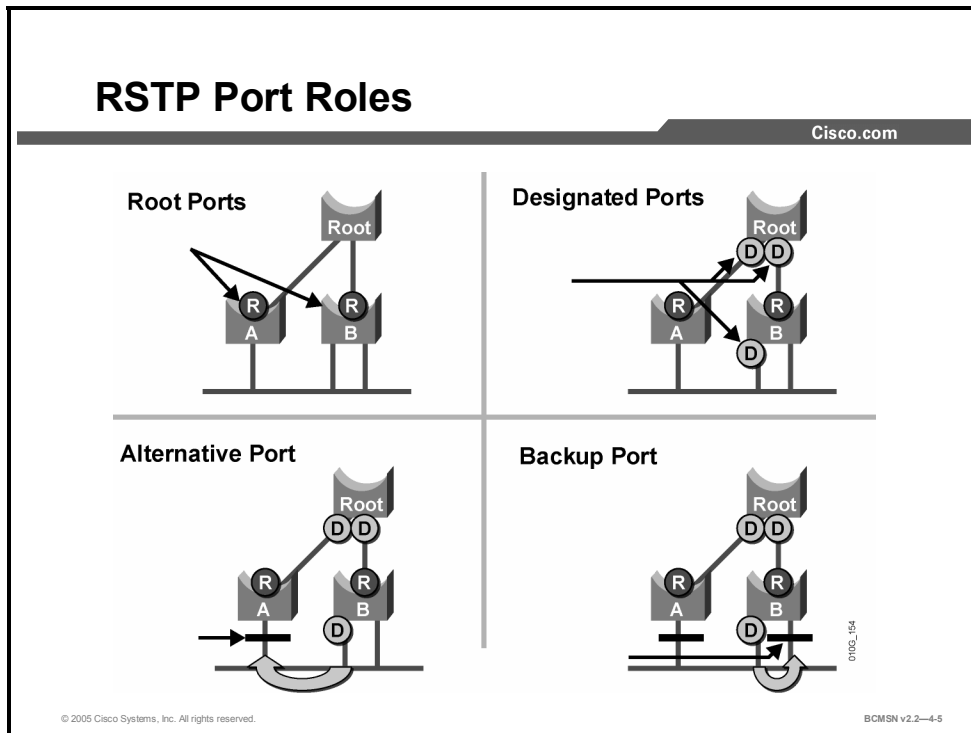 RSTP Port Roles
Cisco.com
Root Ports
Root
R
R
A
B
Designated Ports
Root
D
D
R
R
A
B
D
Alternative Port
Root
D
D
R
R
A
B
D
Backup Port
Root
D
D
R
R
A
B
D
010G_154
© 2005 Cisco Systems, Inc. All rights reserved.
BCMSN v2.2—4-5